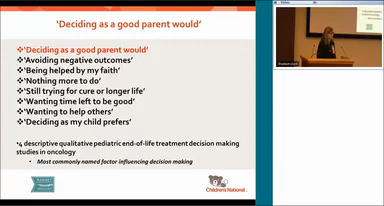 'Deciding as a good parent would'
❖'Deciding as a good parent would'
❖'Avoiding negative outcomes'
❖'Being helped by my faith'
❖'Nothing more to do'
❖'Still trying for cure or longer life'
❖'Wanting time left to be good'
❖'Wanting to help others'
❖'Deciding as my child prefers'
•4 descriptive qualitative pediatric end-of-life treatment decision making
studies in oncology
❖ Most commonly named factor influencing decision making
Children's National
Video